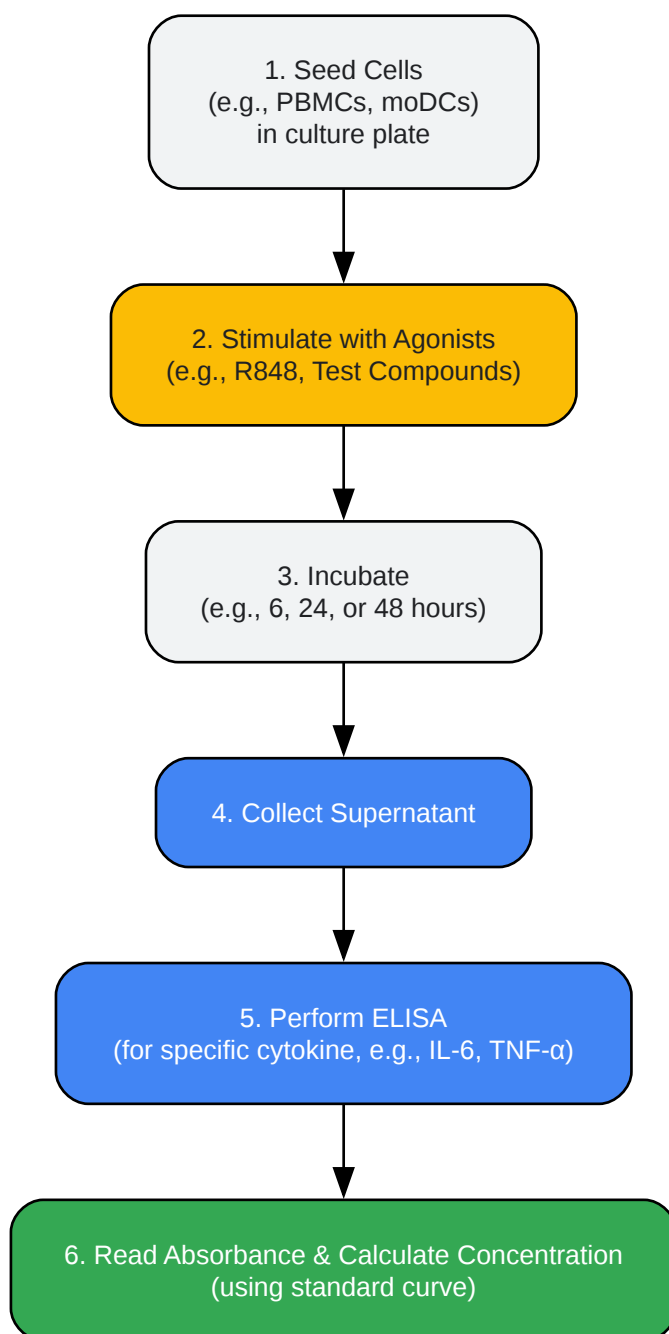 1. Seed Cells
(e.g., PBMCs, moDCs)
in culture plate
2. Stimulate with Agonists
(e.g., R848, Test Compounds)
3. Incubate
(e.g., 6, 24, or 48 hours)
4. Collect Supernatant
5. Perform ELISA
(for specific cytokine, e.g., IL-6, TNF-α)
6. Read Absorbance & Calculate Concentration
(using standard curve)